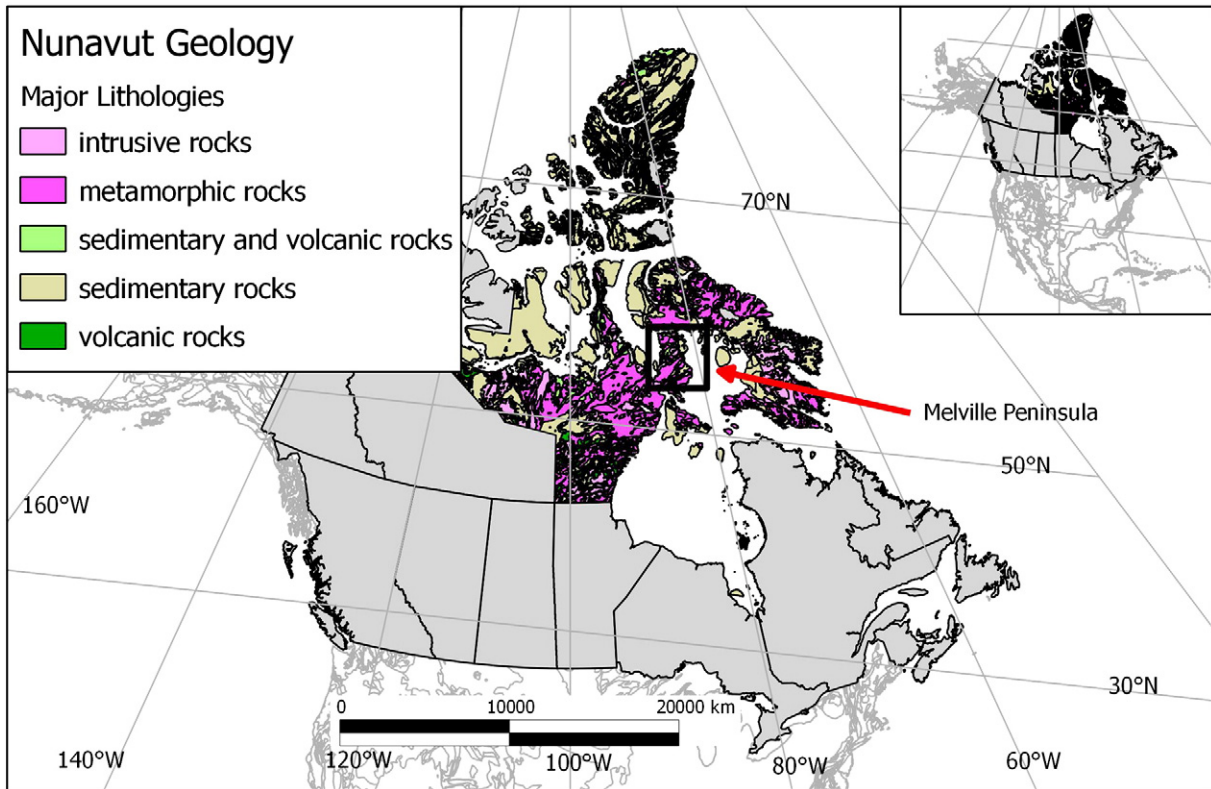 Nunavut Geology
Major Lithologies
intrusive rocks
metamorphic rocks
sedimentary and volcanic rocks
sedimentary rocks
volcanic rocks
70°N
Melville Peninsula
50°N
160°W
30°N
0 10000 20000 km
140°W 120°W 100°W 80°W 60°W